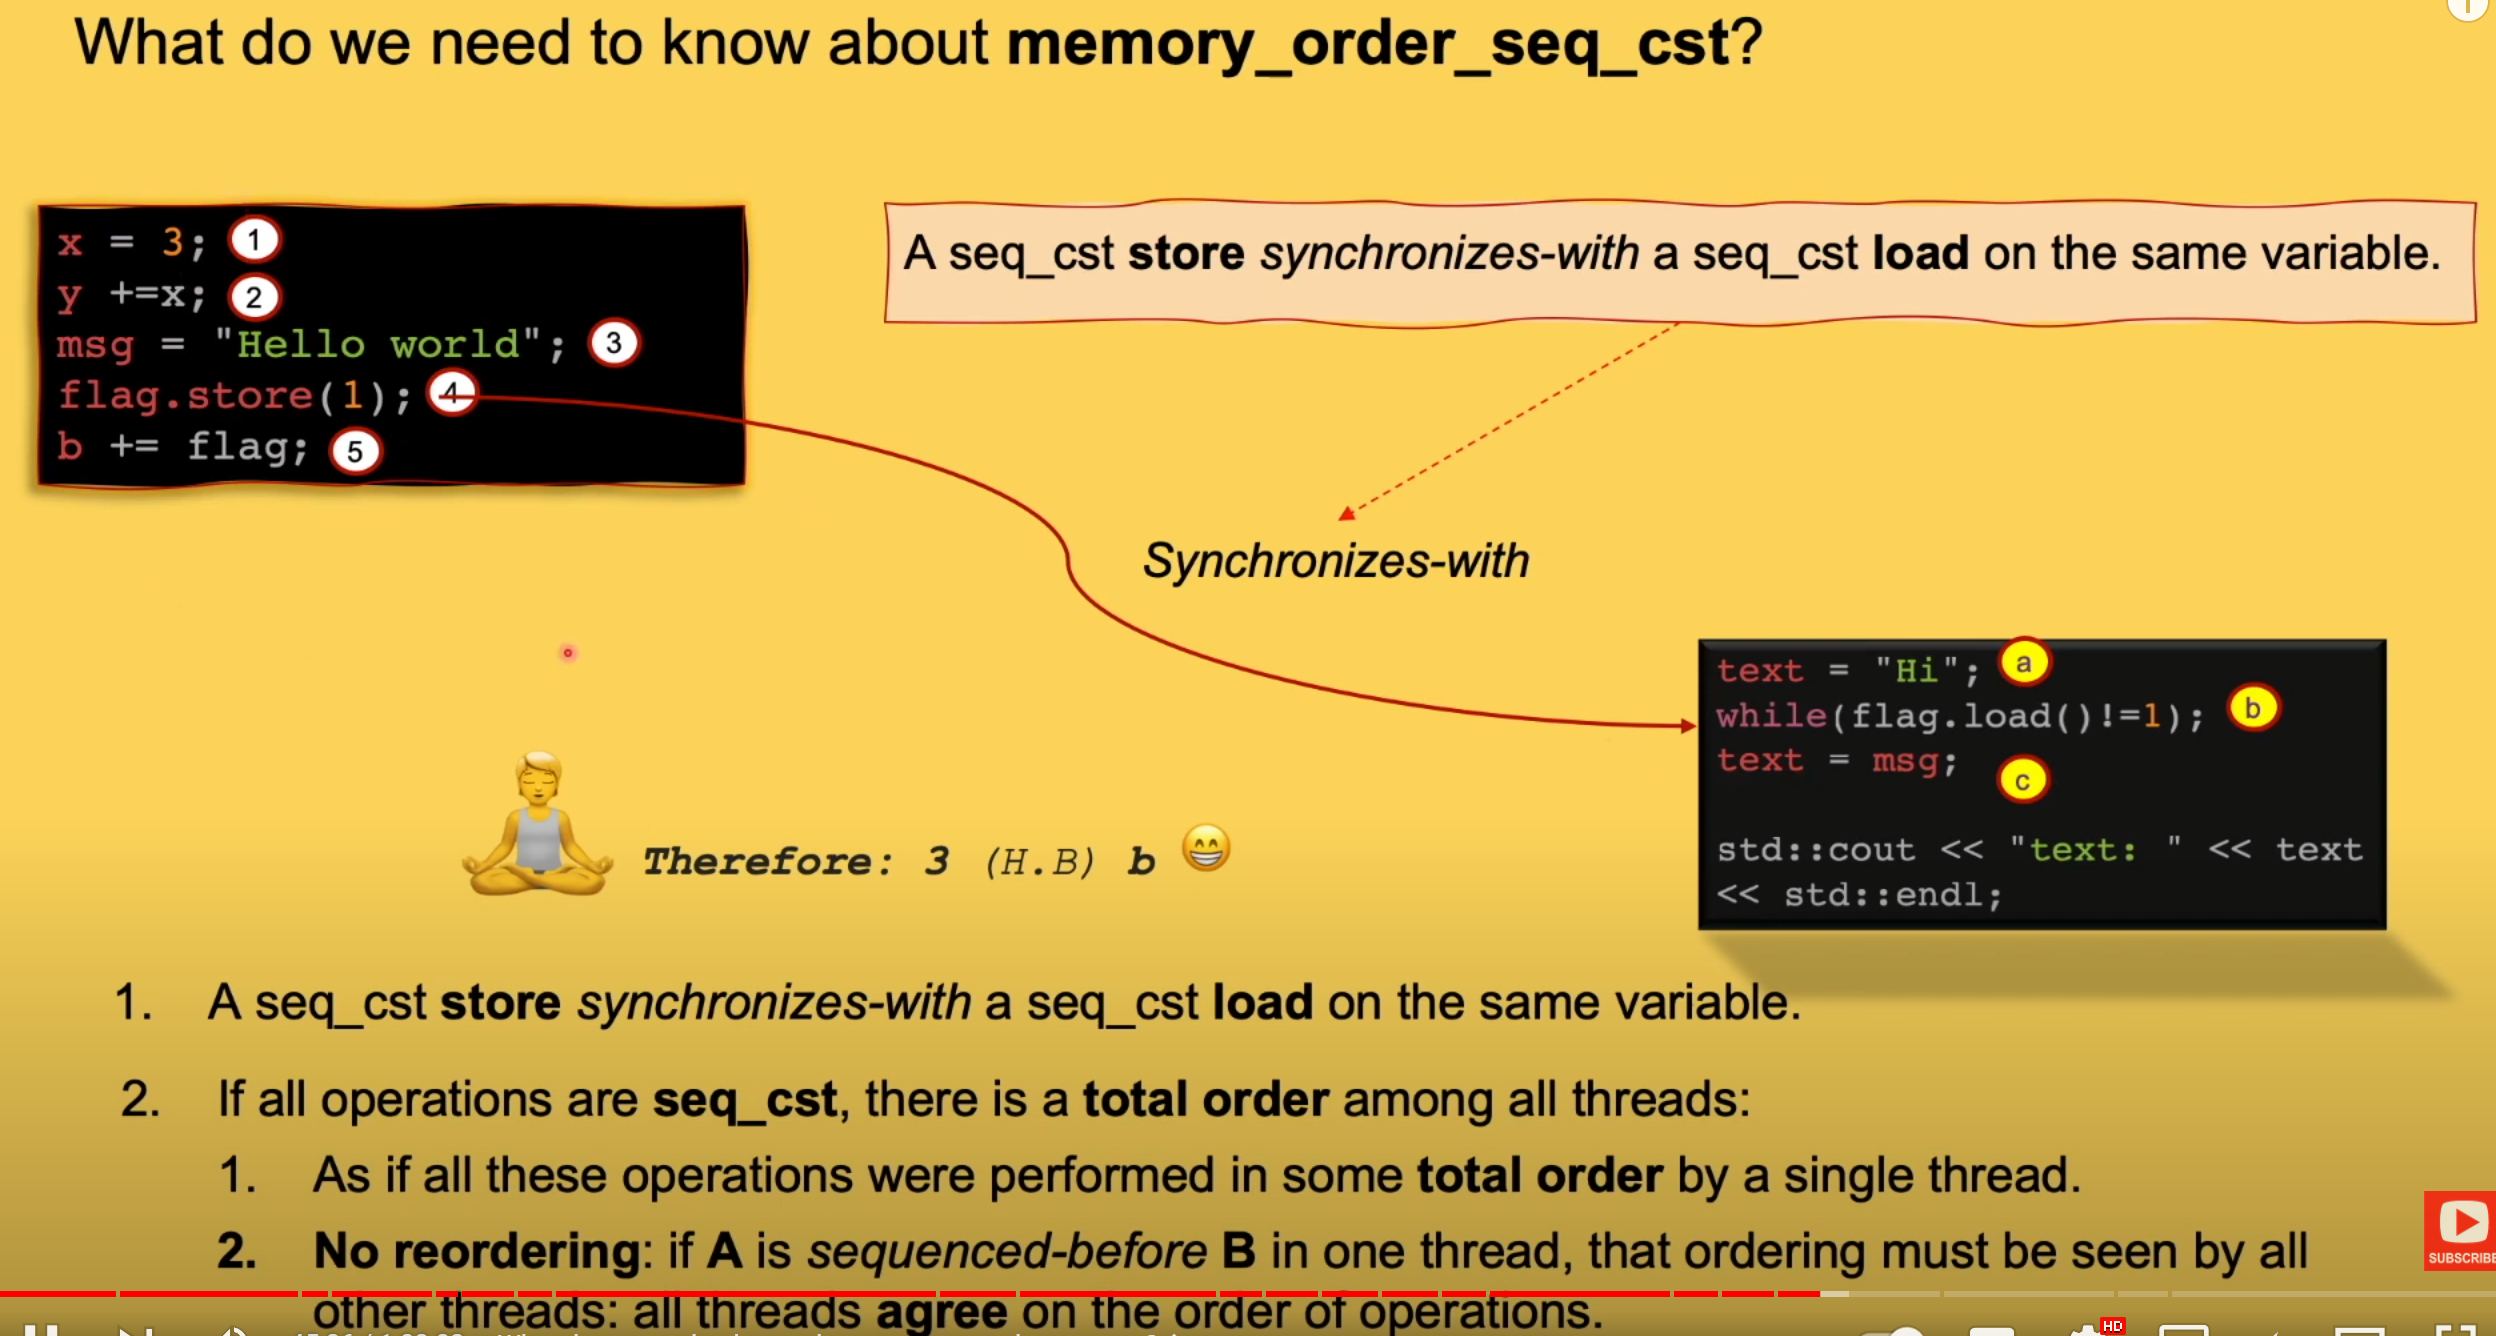 What do we need to know about memory_order_seq_cst?
x = 3; 1
y +=x; 2
msg = "Hello world"; 3
flag.store(1); 4
b += flag; 5
A seq_cst store synchronizes-with a seq_cst load on the same variable.
Synchronizes-with
text = "Hi"; a
while(flag.load()!=1); b
text = msg; c
std::cout << "text: " << text
<< std::endl;
Therefore: 3 (H.B) b
1. A seq_cst store synchronizes-with a seq_cst load on the same variable.
2. If all operations are seq_cst, there is a total order among all threads:
1. As if all these operations were performed in some total order by a single thread.
2. No reordering: if A is sequenced-before B in one thread, that ordering must be seen by all
other threads: all threads agree on the order of operations.
SUBSCRIBE
HD